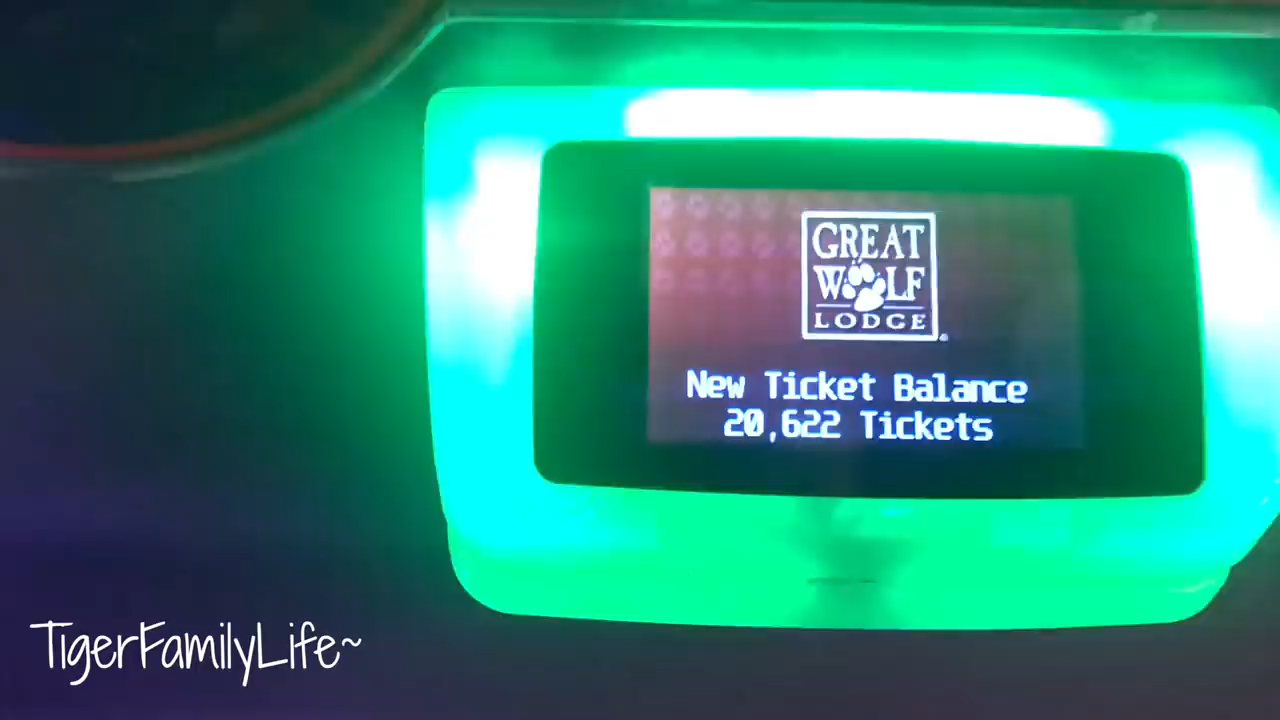 GREAT
WOLF
LODGE
New Ticket Balance
20,622 Tickets
TigerFamilyLife~